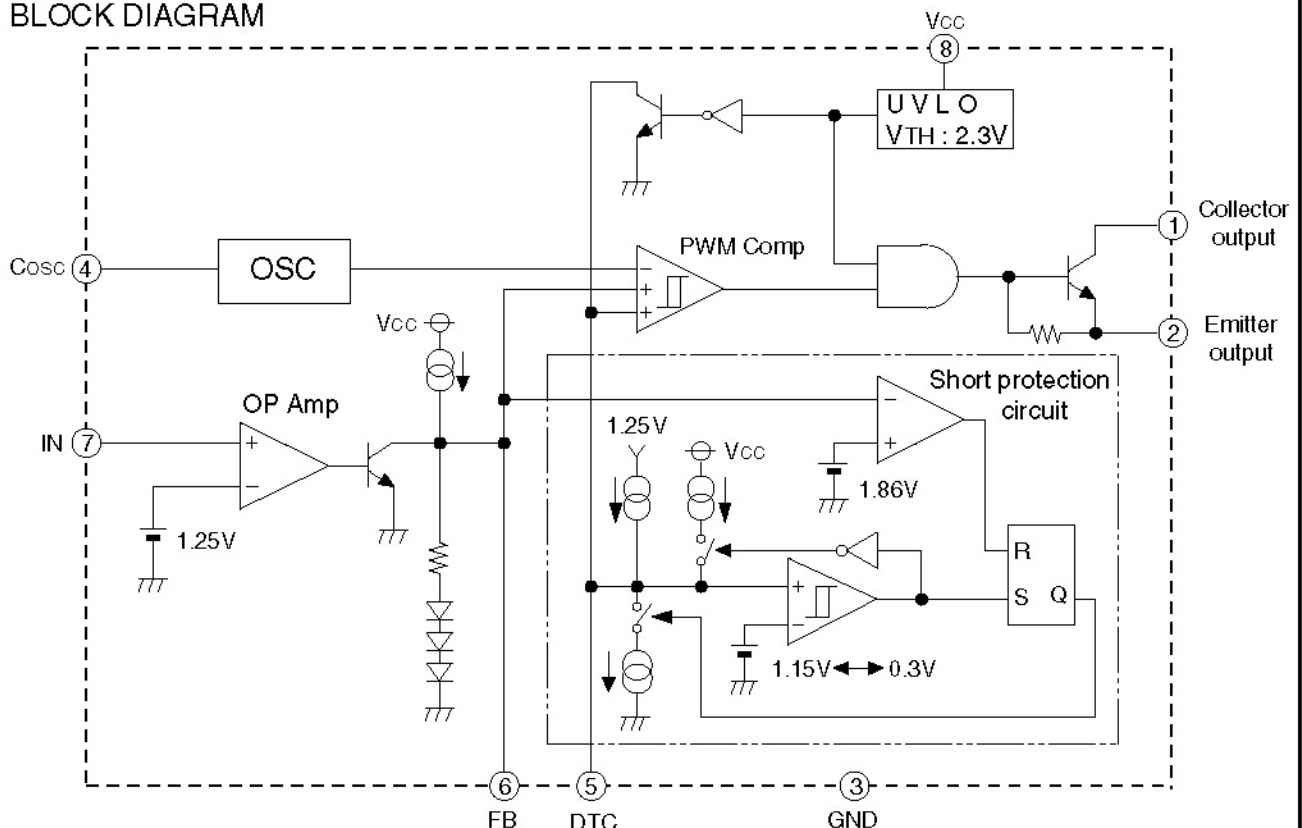 BLOCK DIAGRAM
VCC
8
U V L O
VTH : 2.3V
1
Collector
output
PWM Comp
COSC
4
OSC
−
+
+
VCC
2
Emitter
output
OP Amp
Short protection
circuit
IN
7
+
−
1.25V
1.25V
VCC
−
+
1.86V
R
S
Q
+
−
1.15V
0.3V
6
5
3
FB
DTC
GND